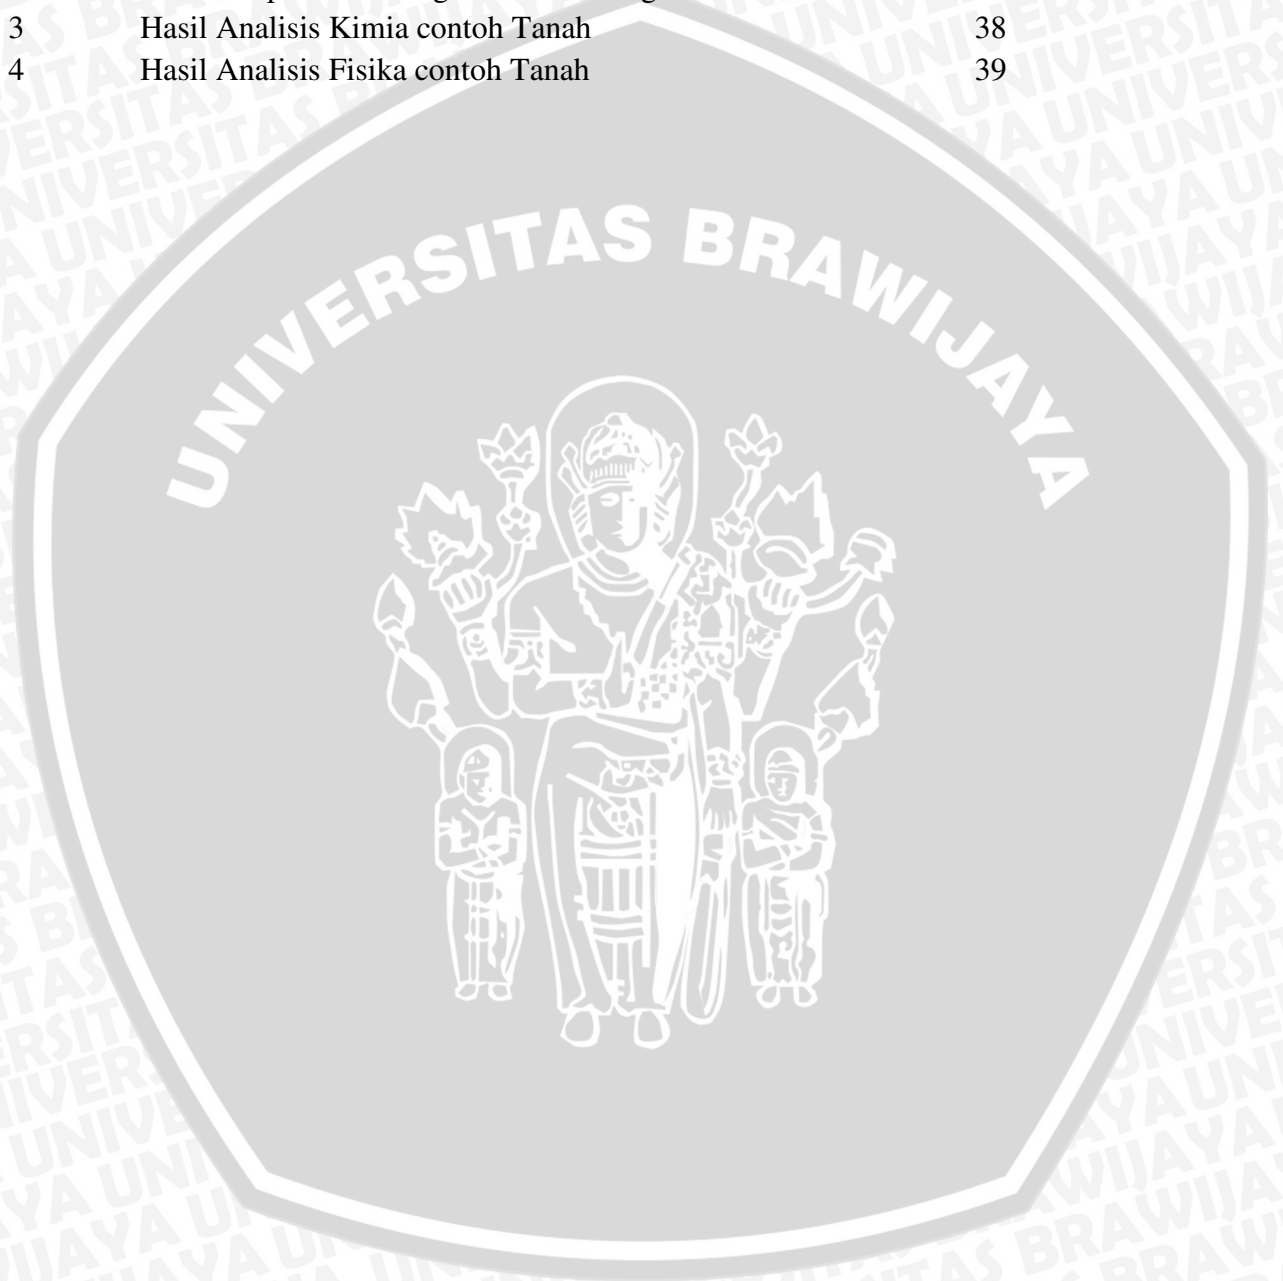 3 Hasil Analisis Kimia contoh Tanah 38
4 Hasil Analisis Fisika contoh Tanah 39
UNIVERSITAS BRAWIJAYA